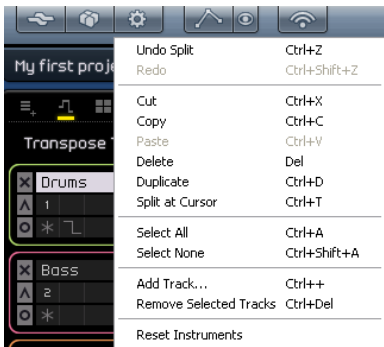 Undo Split Ctrl+Z
My first proje
Redo Ctrl+Shift+Z
Cut Ctrl+X
Copy Ctrl+C
Transpose
Paste Ctrl+V
Delete Del
Drums
Duplicate Ctrl+D
1
Split at Cursor Ctrl+T
Select All Ctrl+A
Select None Ctrl+Shift+A
Bass
Add Track... Ctrl++
2
Remove Selected Tracks Ctrl+Del
Reset Instruments